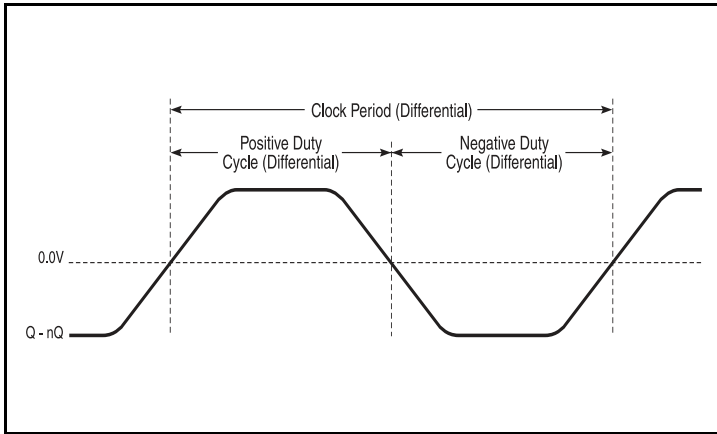 Clock Period (Differential)
Positive Duty
Cycle (Differential)
Negative Duty
Cycle (Differential)
0.0V
Q - nQ